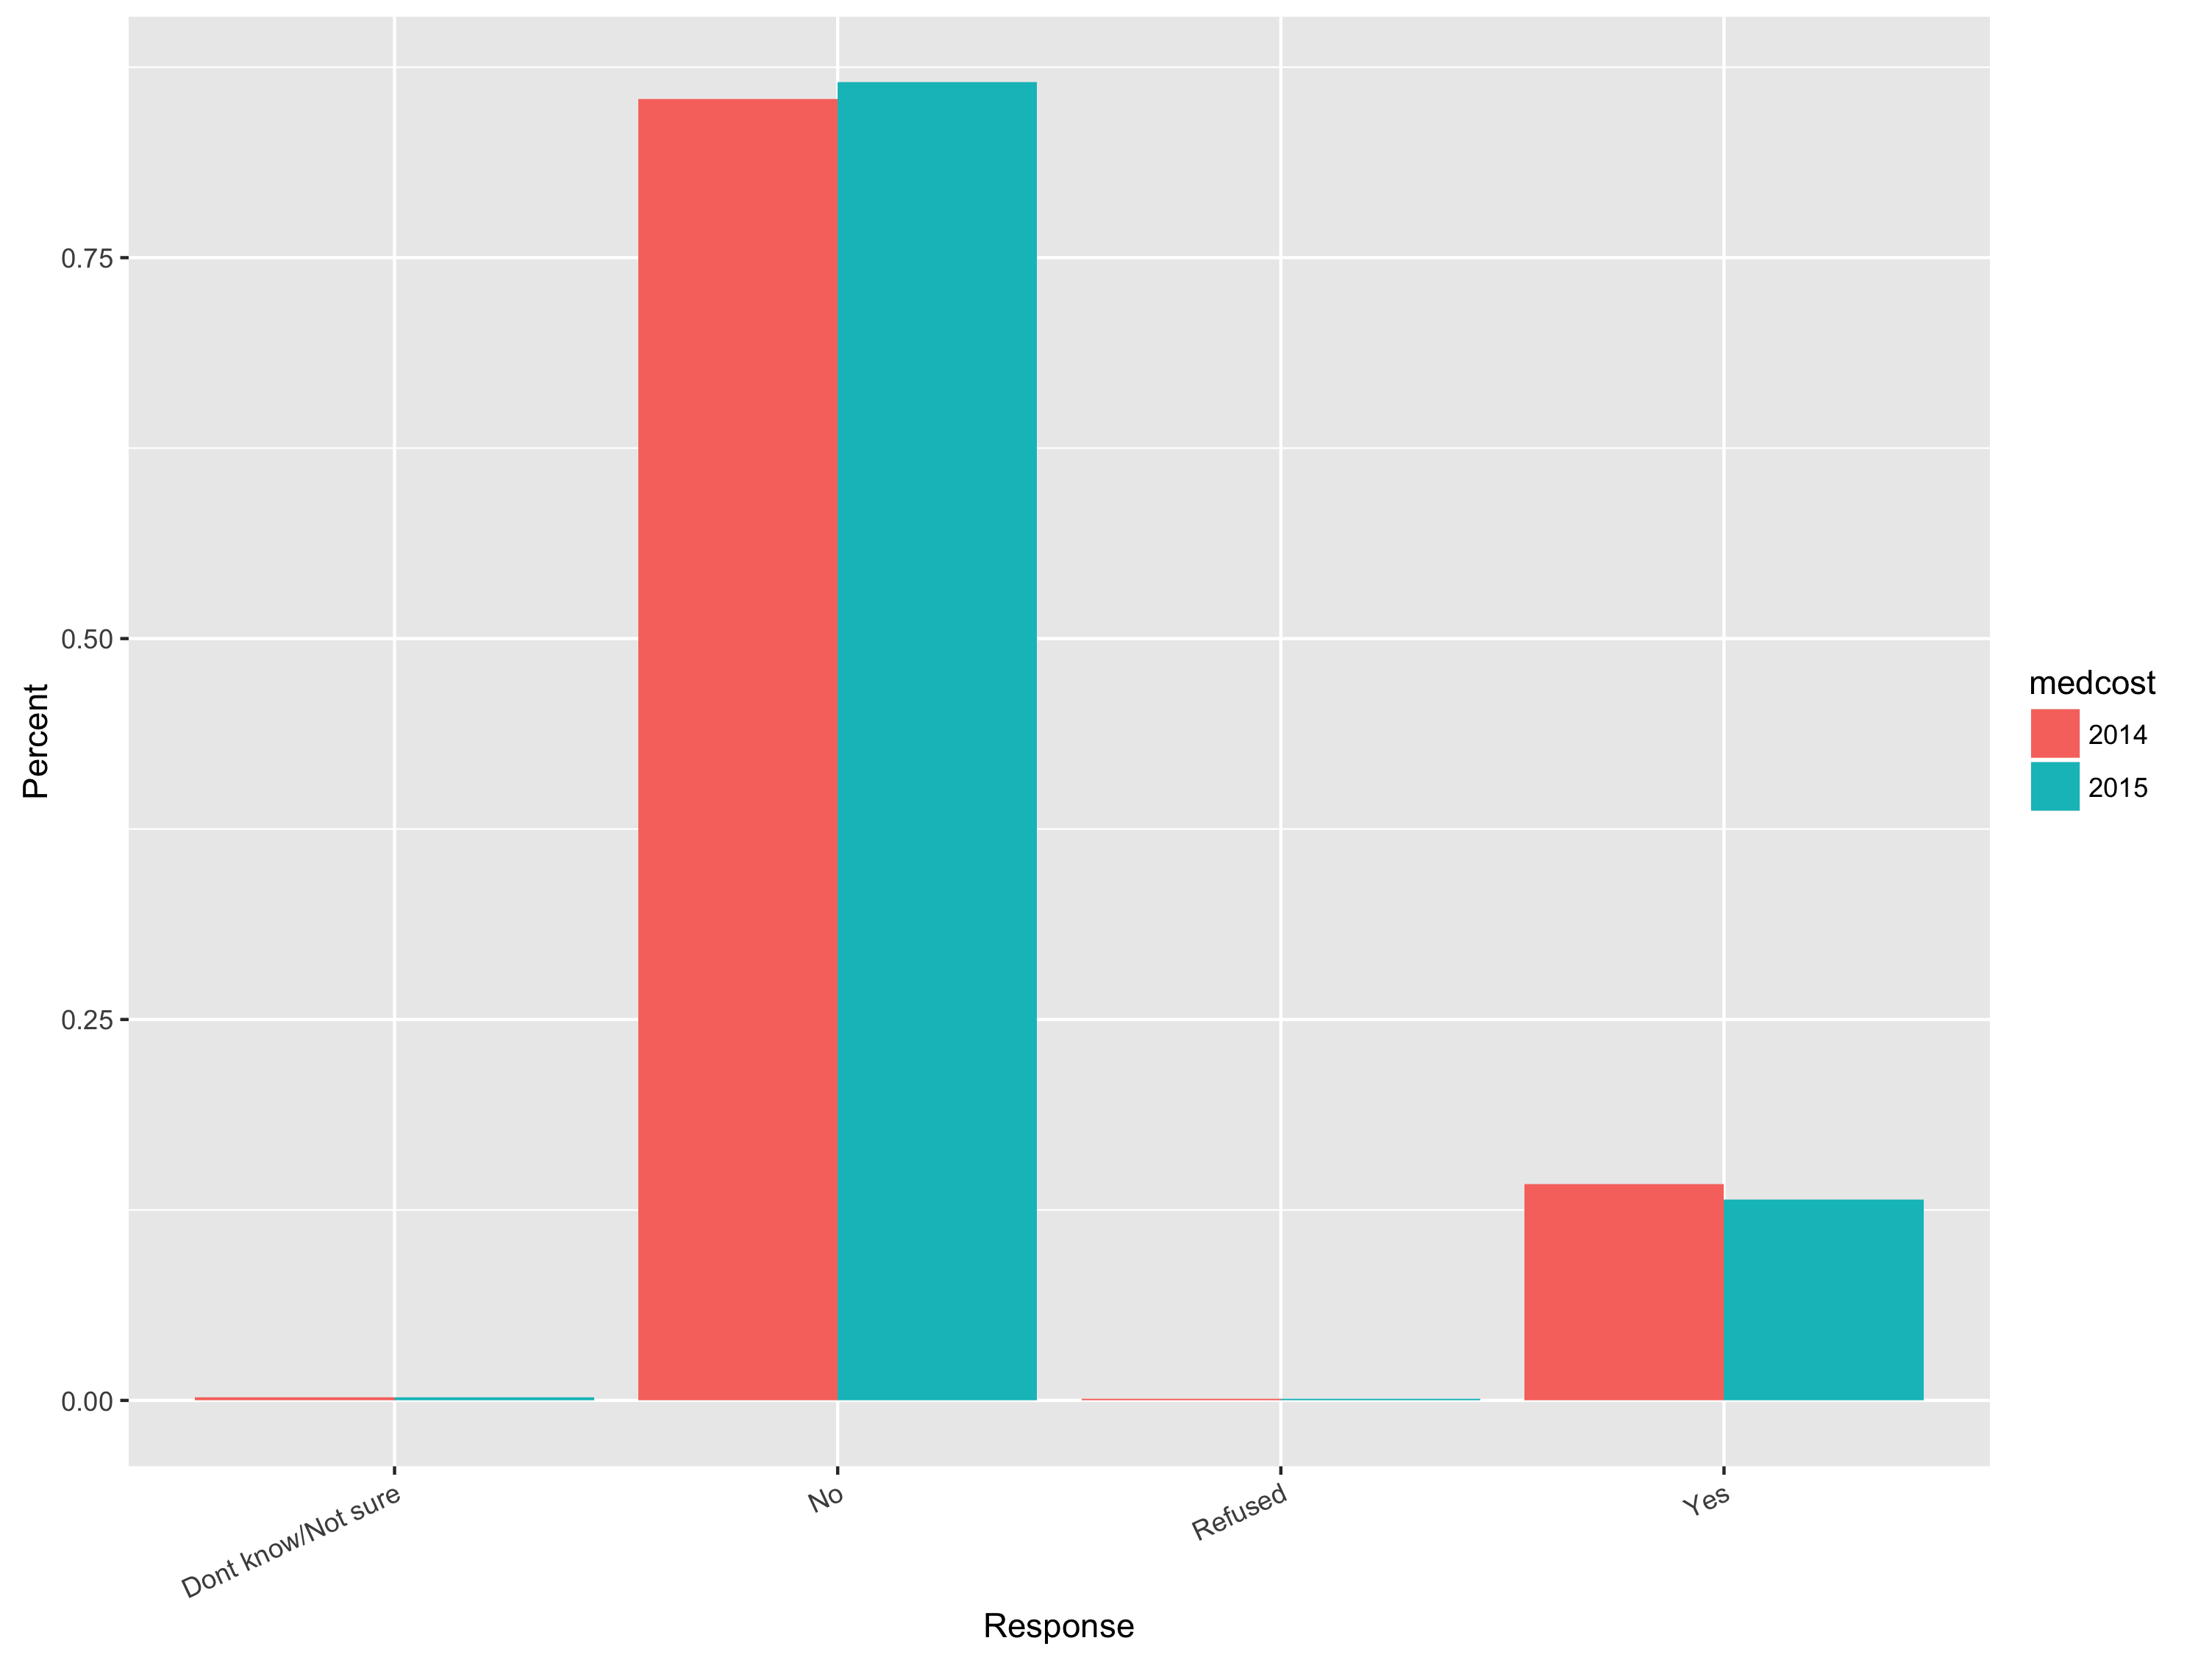 0.75
0.50
0.25
0.00
Percent
Dont know/Not sure
No
Refused
Yes
Response
medcost
2014
2015